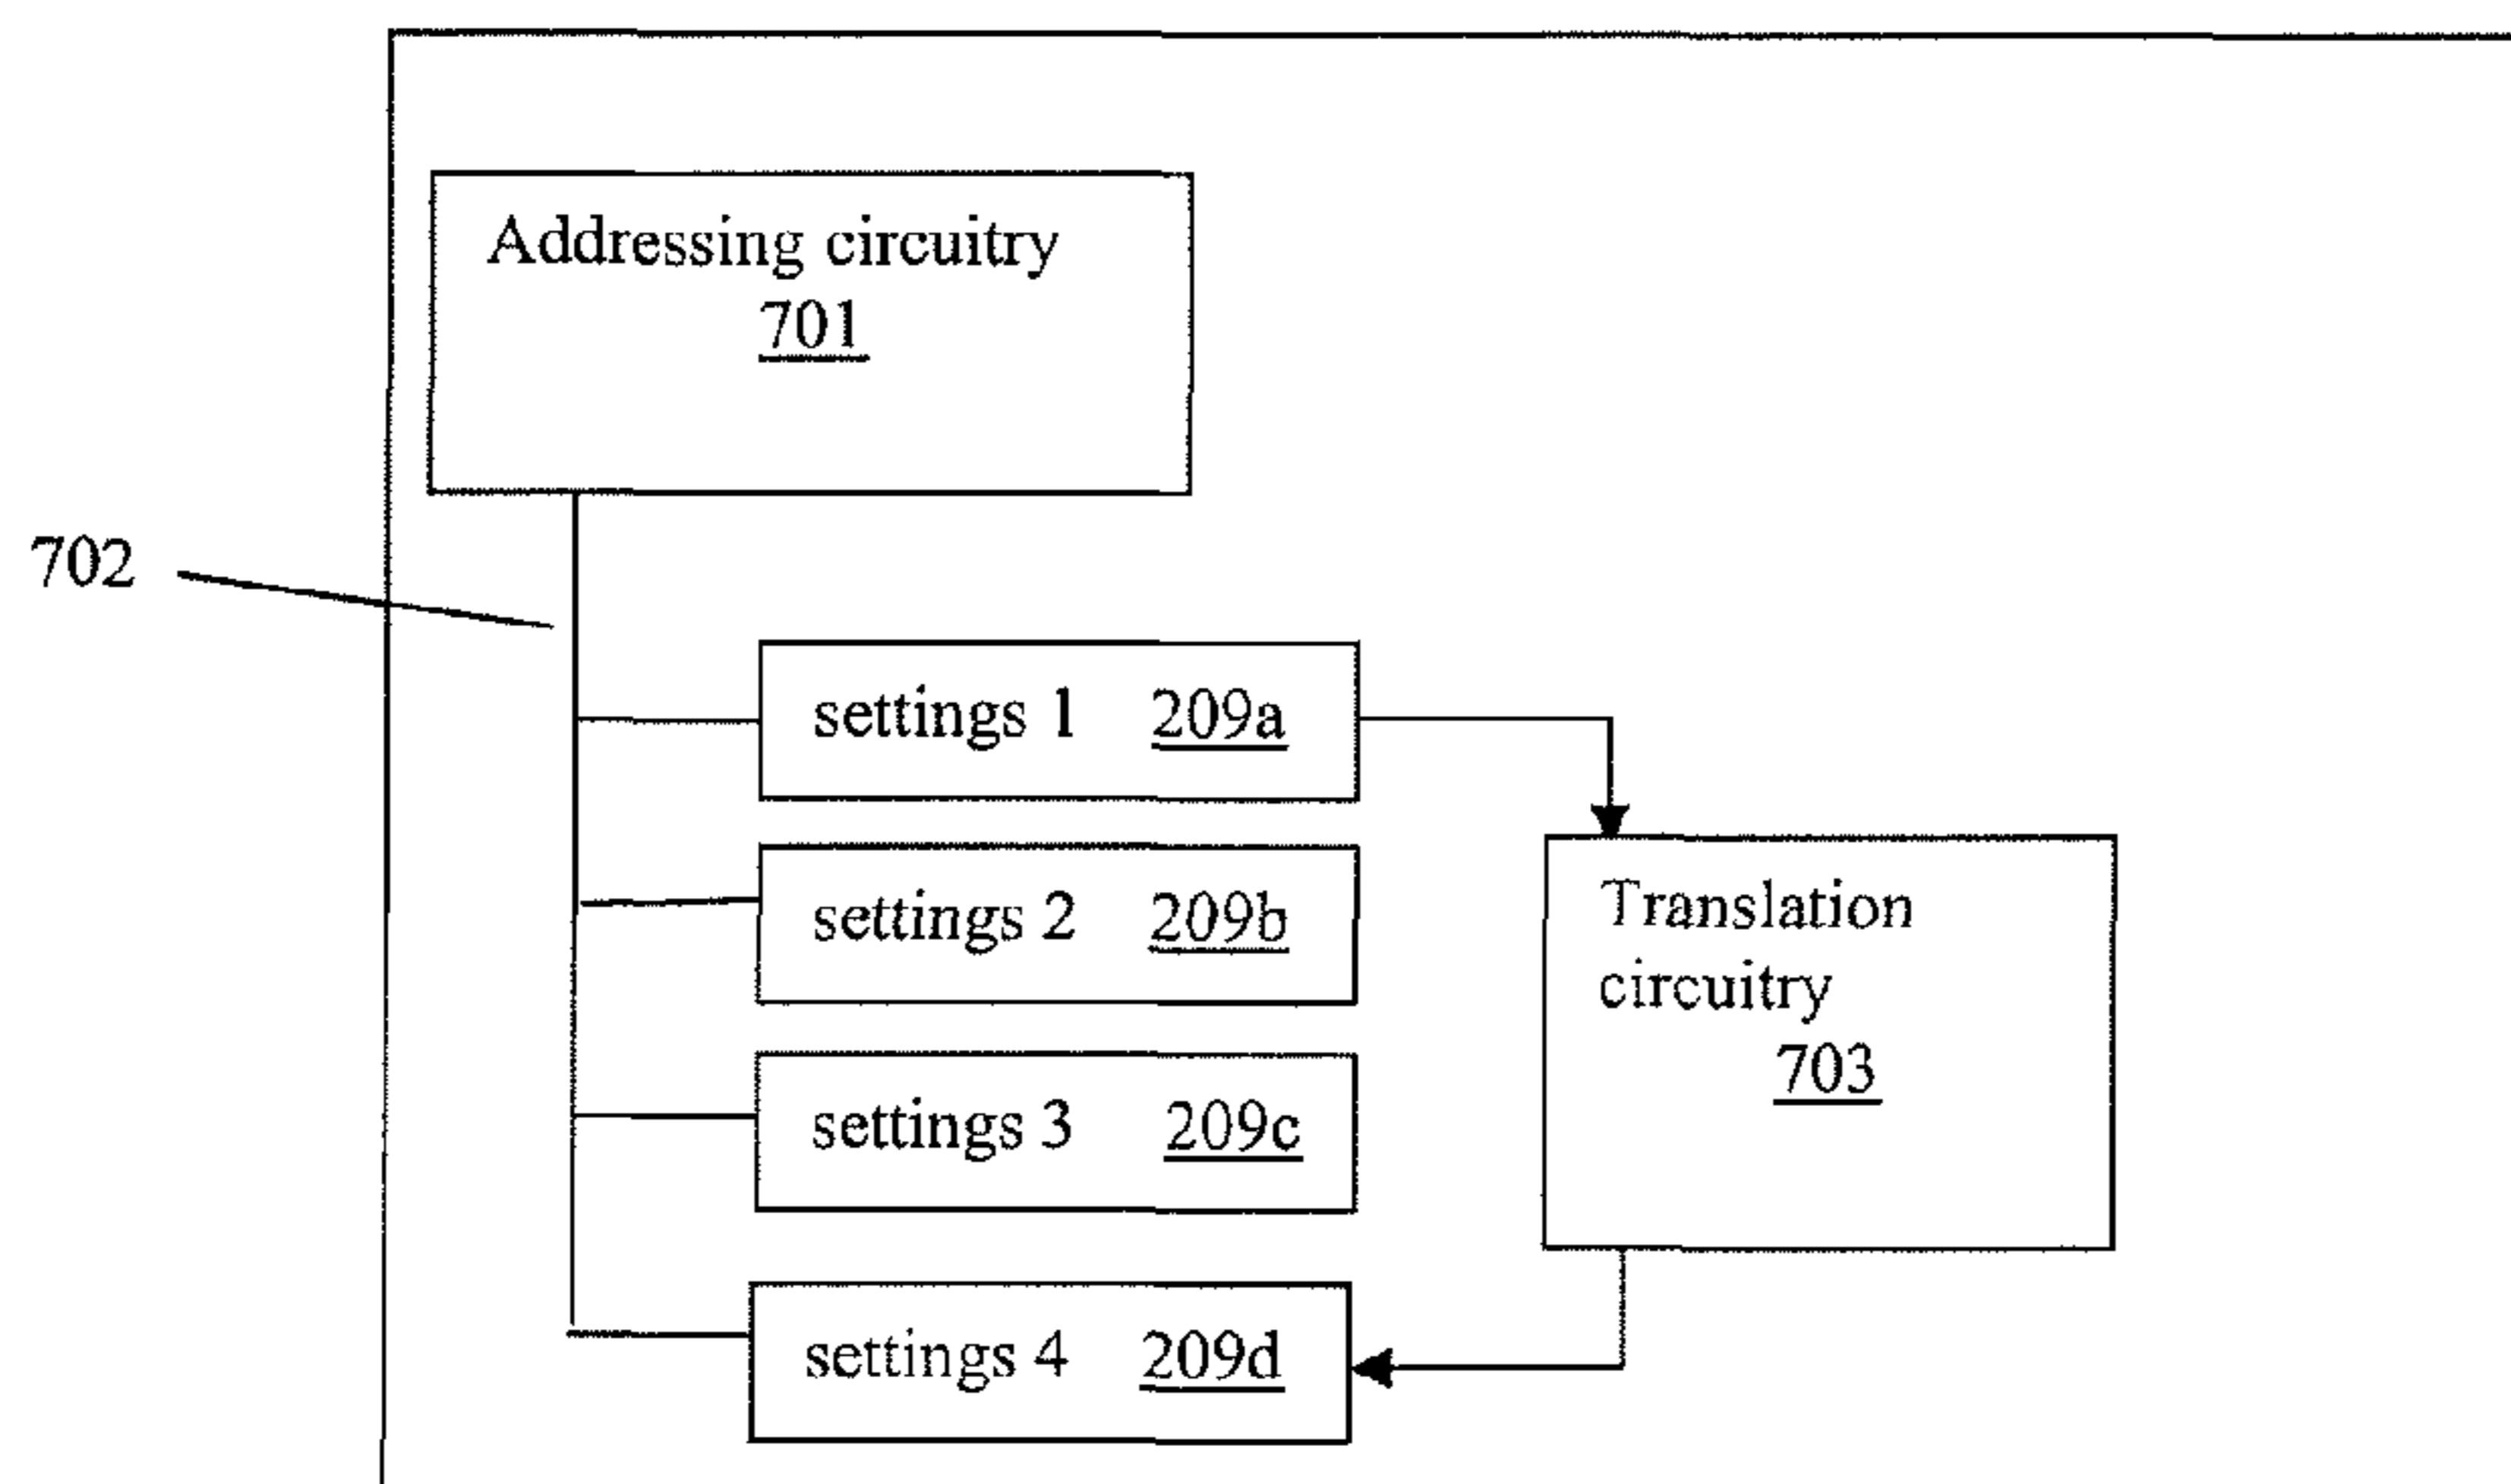 Addressing circuitry
701
702
settings 1 209a
settings 2 209b
Translation
circuitry
703
settings 3 209c
settings 4 209d